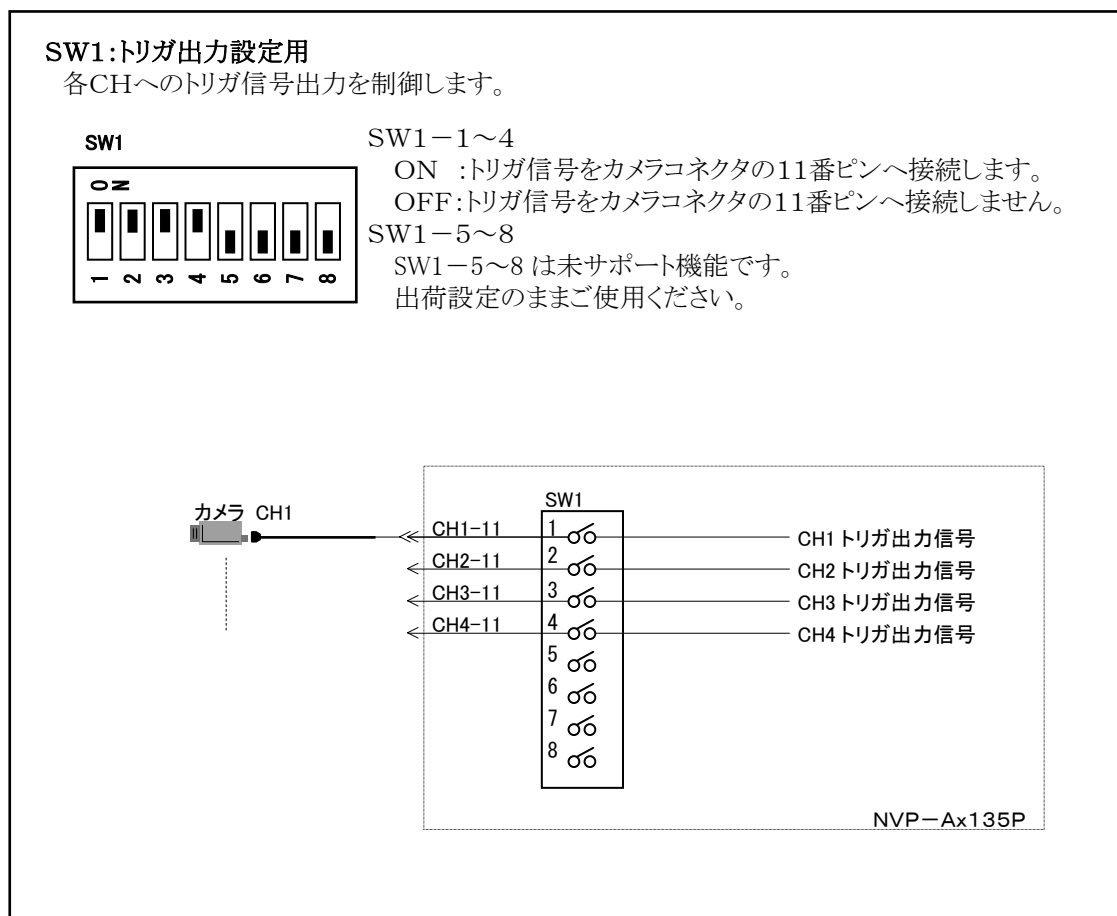 SW1:トリガ出力設定用
各CHへのトリガ信号出力を制御します。
SW1
ON
1 2 3 4 5 6 7 8
SW1－1～4
ON :トリガ信号をカメラコネクタの11番ピンへ接続します。
OFF:トリガ信号をカメラコネクタの11番ピンへ接続しません。
SW1－5～8
SW1－5～8 は未サポート機能です。
出荷設定のままご使用ください。
SW1
カメラ CH1
CH1-11 1 CH1 トリガ出力信号
CH2-11 2 CH2 トリガ出力信号
CH3-11 3 CH3 トリガ出力信号
CH4-11 4 CH4 トリガ出力信号
5
6
7
8
NVP－Ax135P